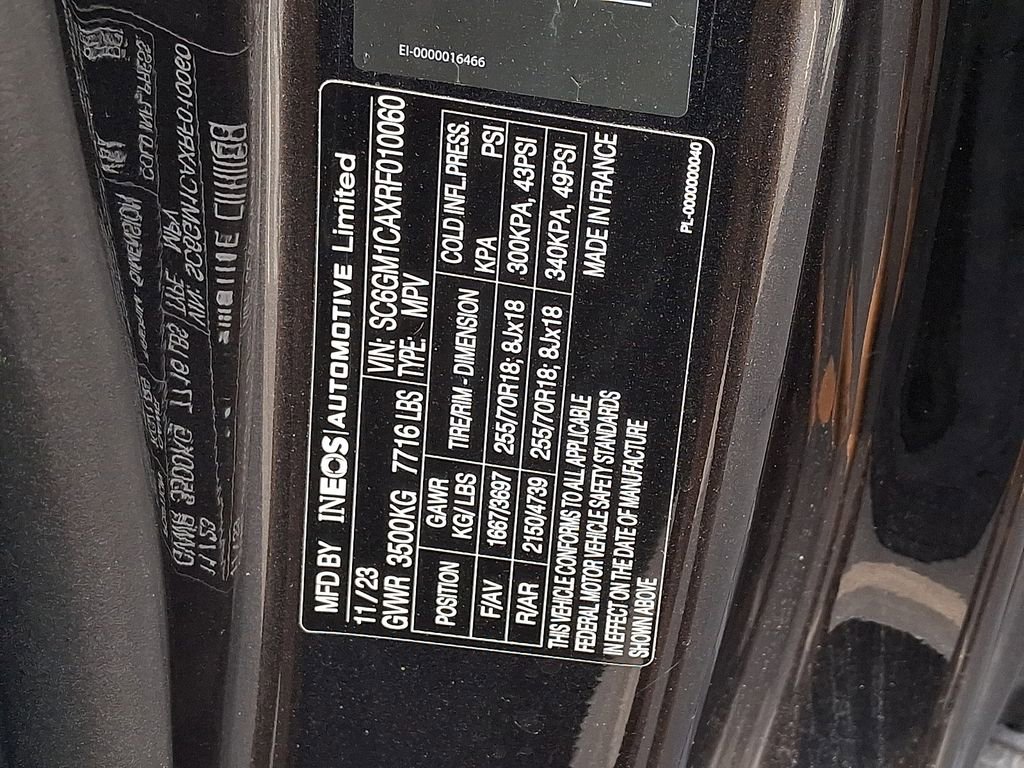 EI-0000016466
MFD BY INEOS | AUTOMOTIVE Limited
11/23 VIN: SC6GM1CAXRF010060
GVWR 3500KG 7716 LBS TYPE: MPV
POSITION GAWR KG/LBS TIRE/RIM - DIMENSION COLD INFL.PRESS. KPA PSI
F/AV 1667/3697 255/70R18; 8Jx18 300KPA, 43PSI
R/AR 2150/4739 255/70R18; 8Jx18 340KPA, 49PSI
THIS VEHICLE CONFORMS TO ALL APPLICABLE MADE IN FRANCE
FEDERAL MOTOR VEHICLE SAFETY STANDARDS
IN EFFECT ON THE DATE OF MANUFACTURE
SHOWN ABOVE
PL-0000000040